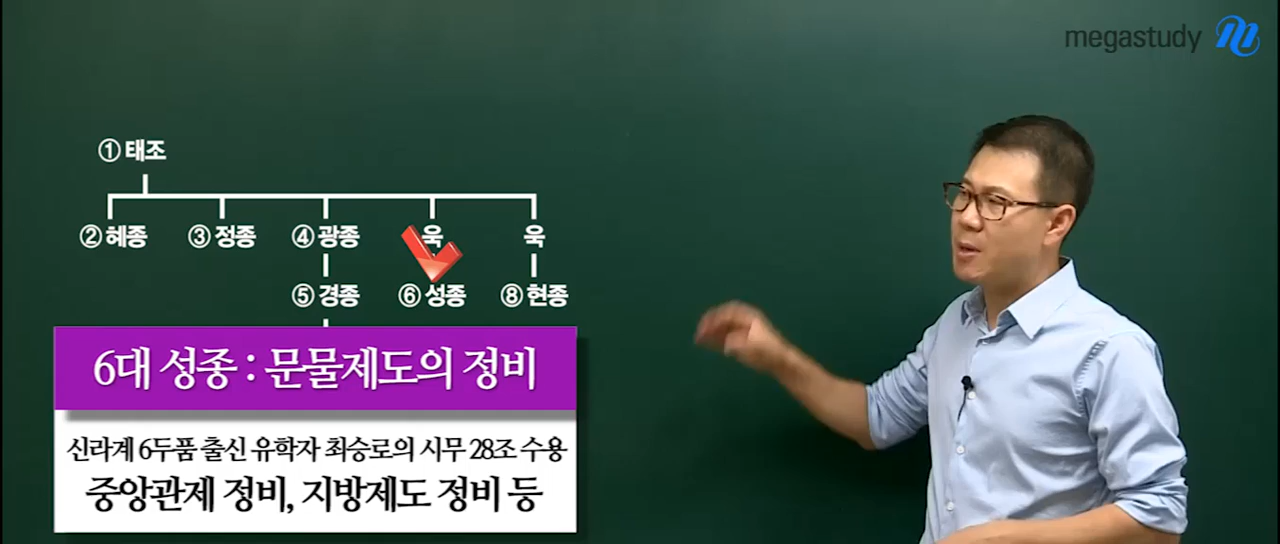 megastudy
① 태조
② 혜종 ③ 정종 ④ 광종 욱 욱
⑤ 경종 ⑥ 성종 ⑧ 현종
6대 성종 : 문물제도의 정비
신라계 6두품 출신 유학자 최승로의 시무 28조 수용
중앙관제 정비, 지방제도 정비 등